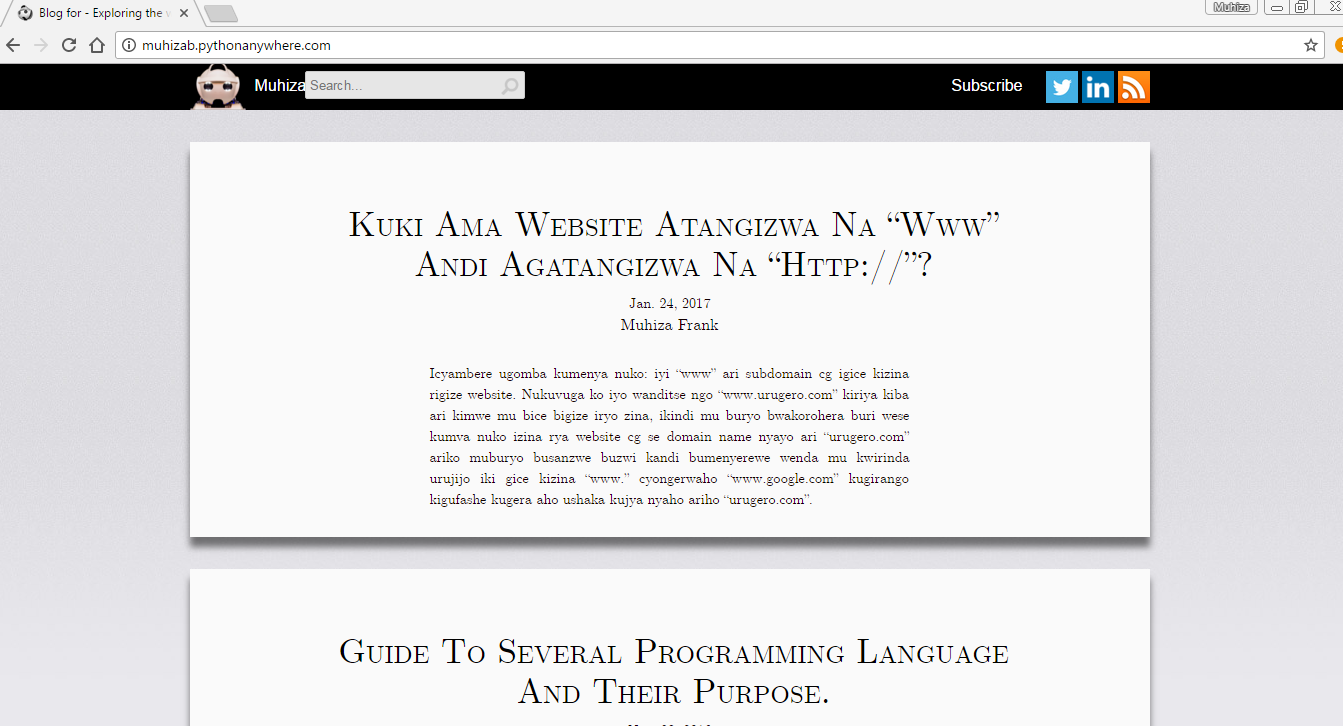 Blog for - Exploring the
Muhiza
muhizab.pythonanywhere.com
Muhiza
Search...
Subscribe
in
Kuki Ama Website Atangizwa Na “Www”
Andi Agatangizwa Na “Http://”?
Jan. 24, 2017
Muhiza Frank
Icyambere ugomba kumenya nuko: iyi “www” ari subdomain cg igice kizina
rigize website. Nukuvuga ko iyo wanditse ngo “www.urugero.com” kiriya kiba
ari kimwe mu bice bigize iryo zina, ikindi mu buryo bwakorohera buri wese
kumva nuko izina rya website cg se domain name nyayo ari “urugero.com”
ariko muburyo busanzwe buzwi kandi bumenyerewe wenda mu kwirinda
urujijo iki gice kizina “www.” cyongerwaho “www.google.com” kugirango
kigufashe kugera aho ushaka kujya nyaho ariho “urugero.com”.
Guide To Several Programming Language
And Their Purpose.